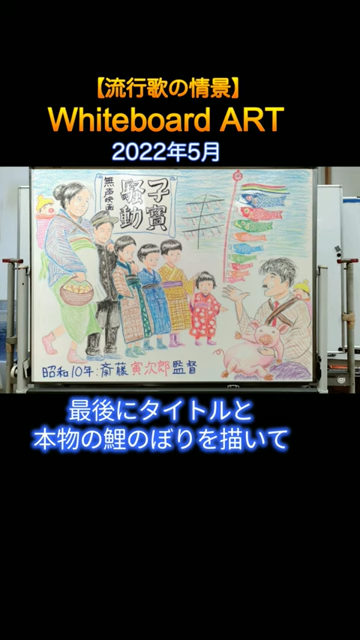 【流行歌の情景】
Whiteboard ART
2022年5月
無声映画
子寶
騒動
昭和10年:斎藤寅次郎監督
最後にタイトルと
本物の鯉のぼりを描いて